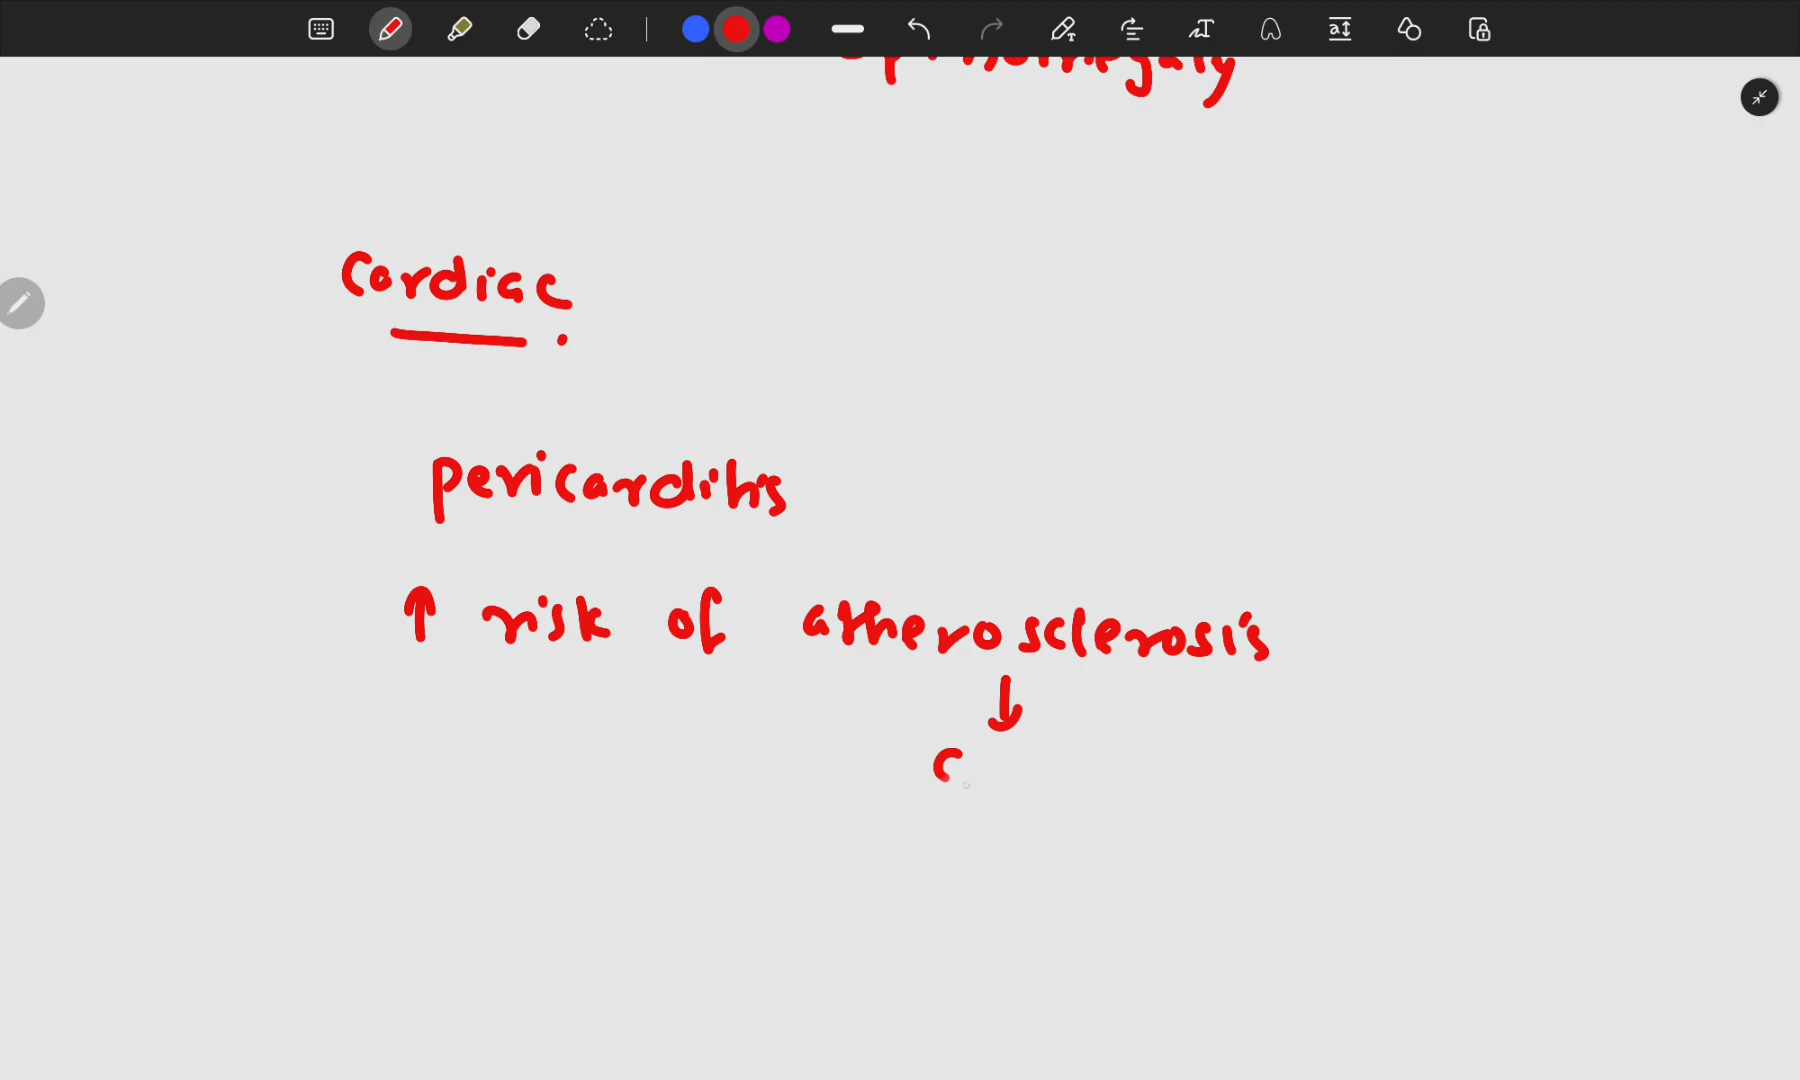 Cardiac
pericarditis
↑ risk of atherosclerosis
↓
C